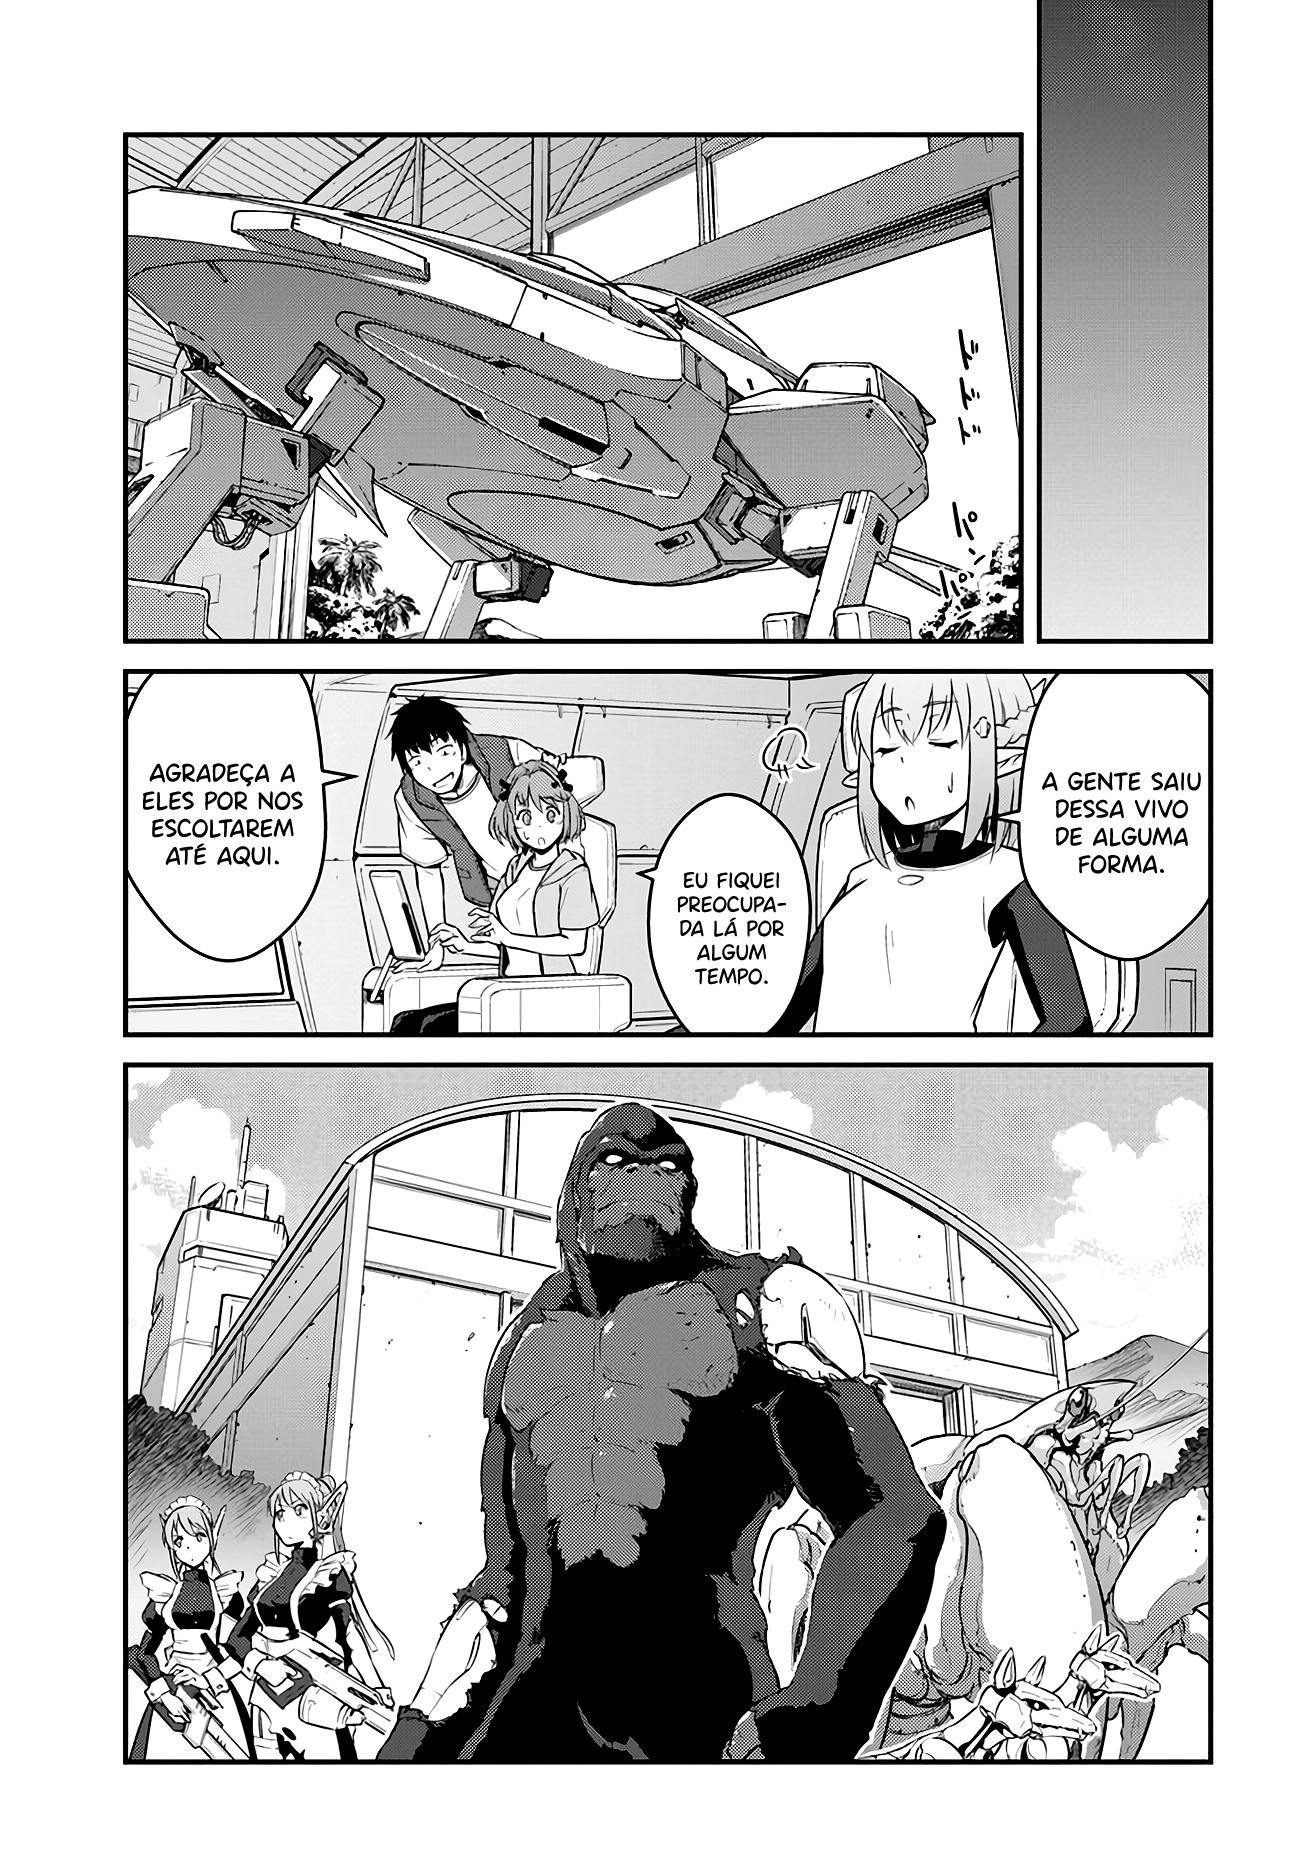 ドドドド
パンパン
A GENTE SAIU
DESSA VIVO
DE ALGUMA
FORMA.
EU FIQUEI
PREOCUPA-
DA LÁ POR
ALGUM
TEMPO.
AGRADEÇA A
ELES POR NOS
ESCOLTAREM
ATÉ AQUI.